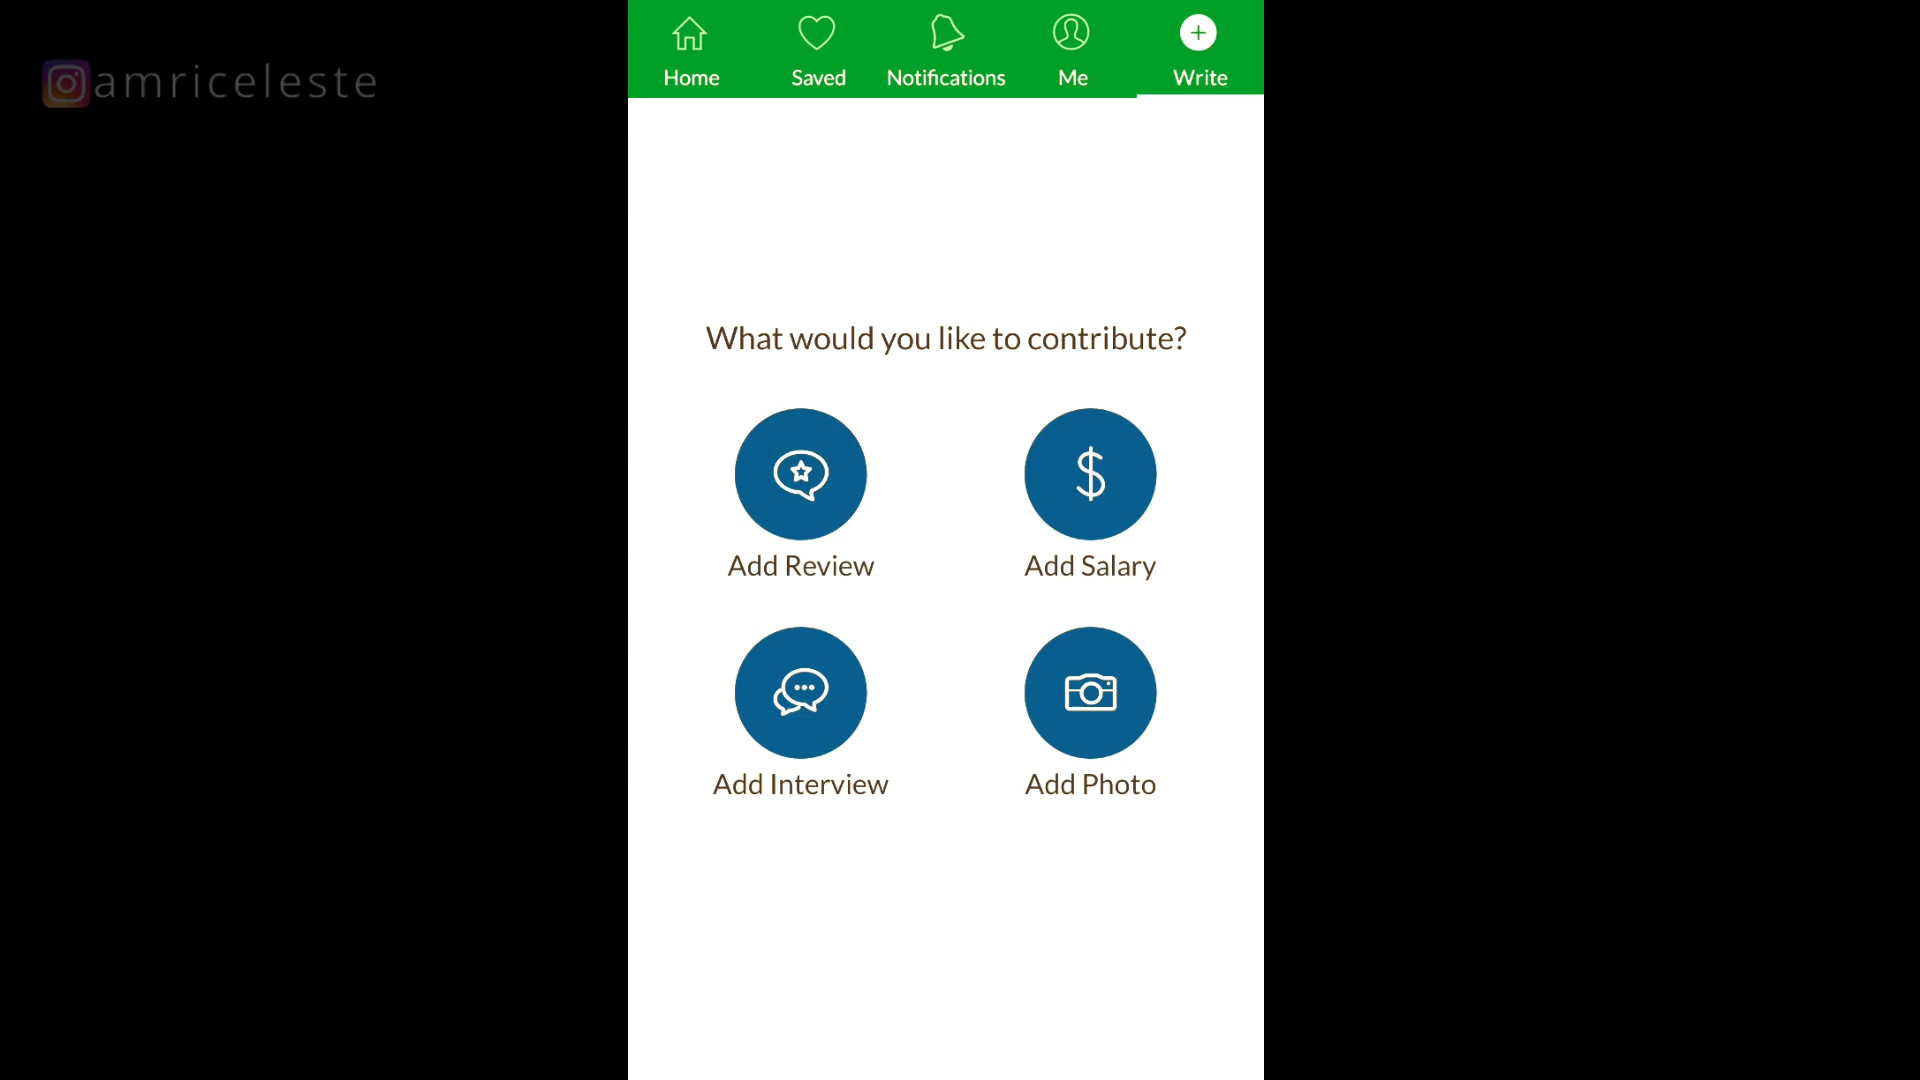 amriceleste
Home Saved Notifications Me Write
What would you like to contribute?
Add Review Add Salary
Add Interview Add Photo